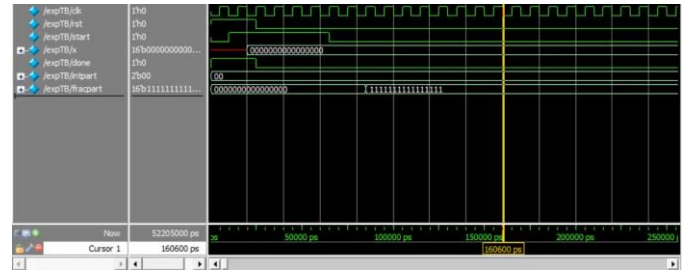 /expTB/clk 1'h0
/expTB/rst 1'h0
/expTB/start 1'h0
/expTB/x 16'b0000000000... 0000000000000000
/expTB/done 1'h0
/expTB/intpart 2'b00 00
/expTB/fracpart 16'b1111111111... 0000000000000000 1111111111111111
Now 52205000 ps ps 50000 ps 100000 ps 150000 ps 200000 ps 250000
Cursor 1 160600 ps 160600 ps